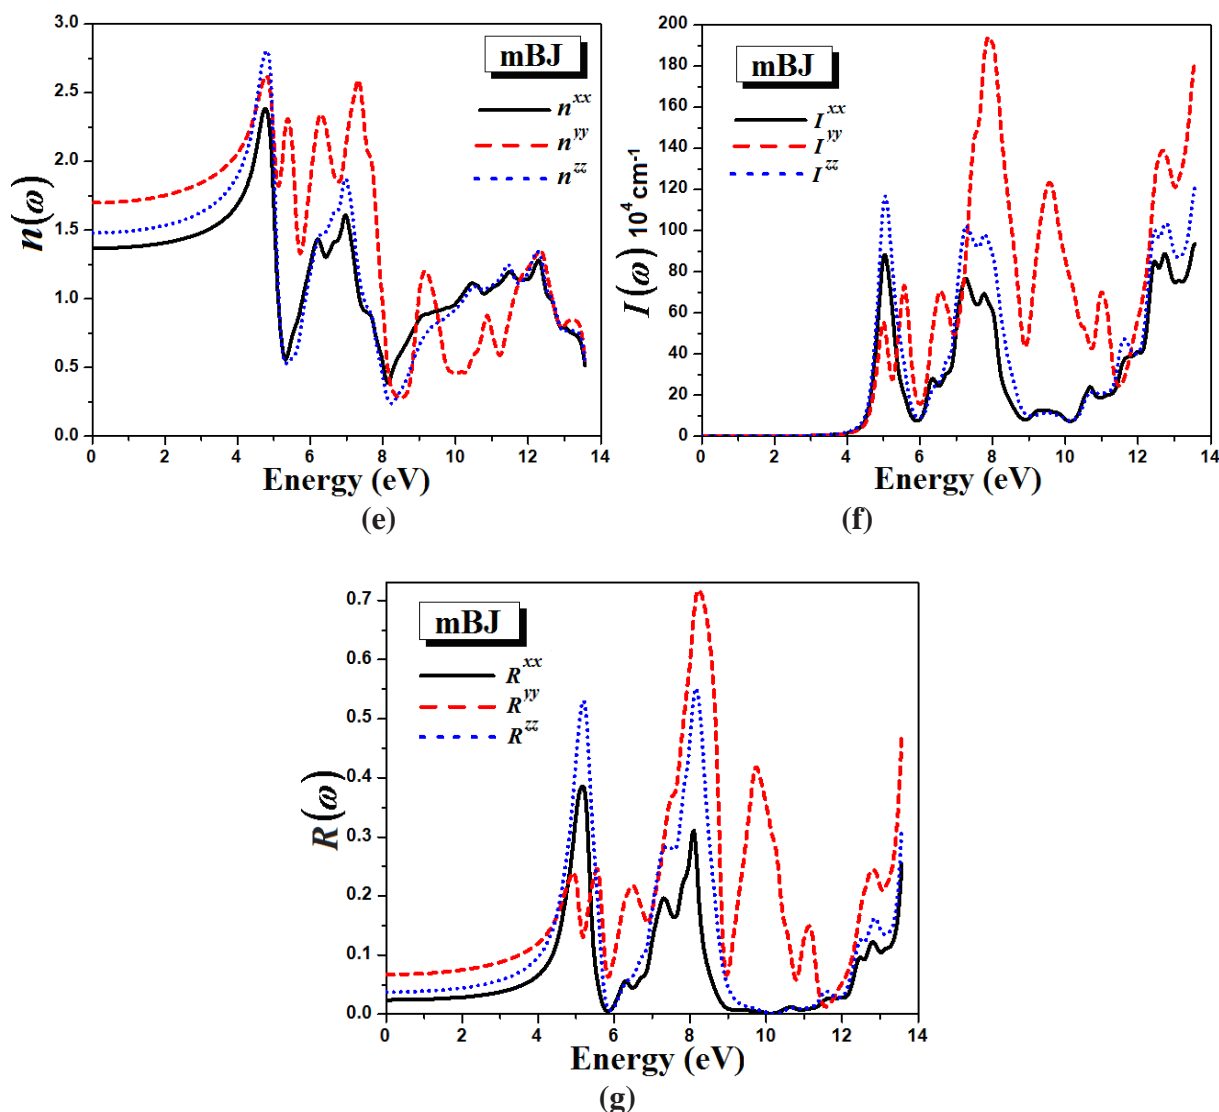 3.0
2.5
2.0
1.5
1.0
0.5
0.0
n(ω)
mBJ
n^xx
n^yy
n^zz
0 2 4 6 8 10 12 14
Energy (eV)
(e)
200
180
160
140
120
100
80
60
40
20
0
I(ω) 10^4 cm^-1
mBJ
I^xx
I^yy
I^zz
0 2 4 6 8 10 12 14
Energy (eV)
(f)
0.7
0.6
0.5
0.4
0.3
0.2
0.1
0.0
R(ω)
mBJ
R^xx
R^yy
R^zz
0 2 4 6 8 10 12 14
Energy (eV)
(g)